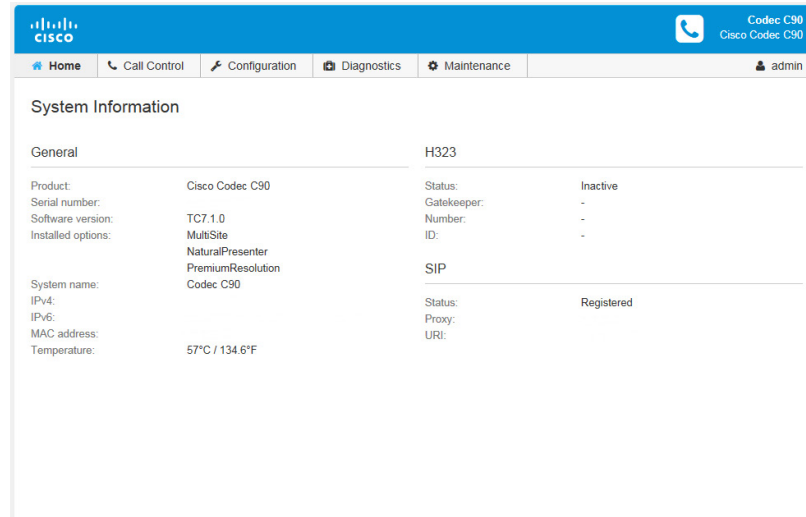 CISCO
Codec C90
Cisco Codec C90
Home
Call Control
Configuration
Diagnostics
Maintenance
admin
System Information
General
Product: Cisco Codec C90
Serial number:
Software version: TC7.1.0
Installed options: MultiSite
NaturalPresenter
PremiumResolution
System name: Codec C90
IPv4:
IPv6:
MAC address:
Temperature: 57°C / 134.6°F
H323
Status: Inactive
Gatekeeper: -
Number: -
ID: -
SIP
Status: Registered
Proxy:
URI: